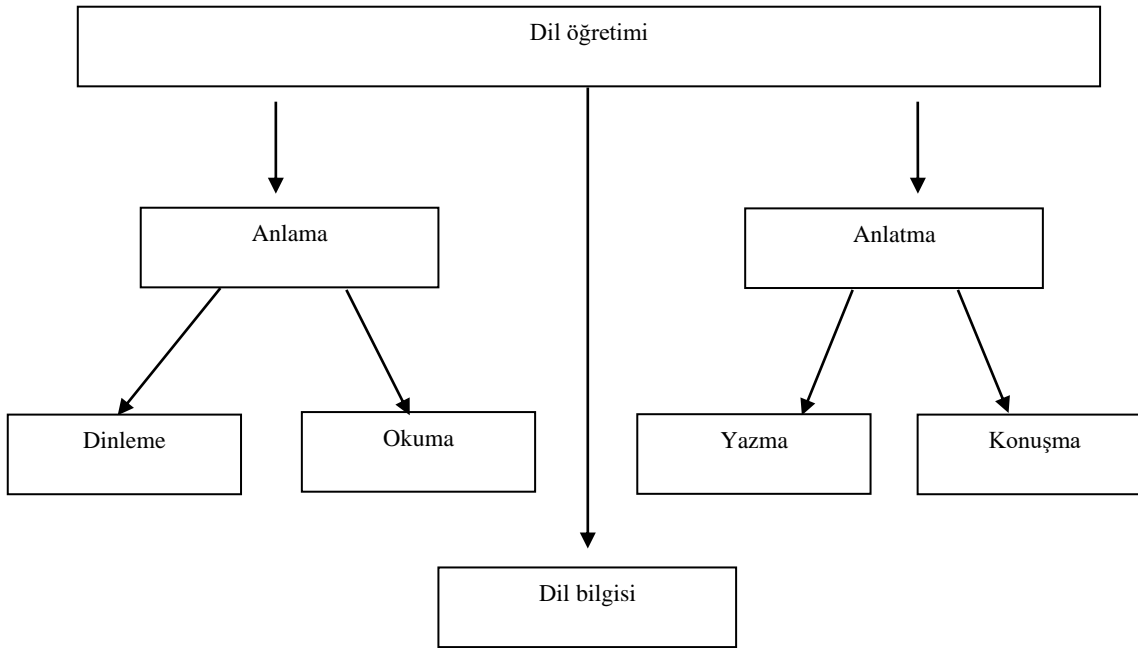 Dil öğretimi
Anlama
Anlatma
Dinleme
Okuma
Yazma
Konuşma
Dil bilgisi